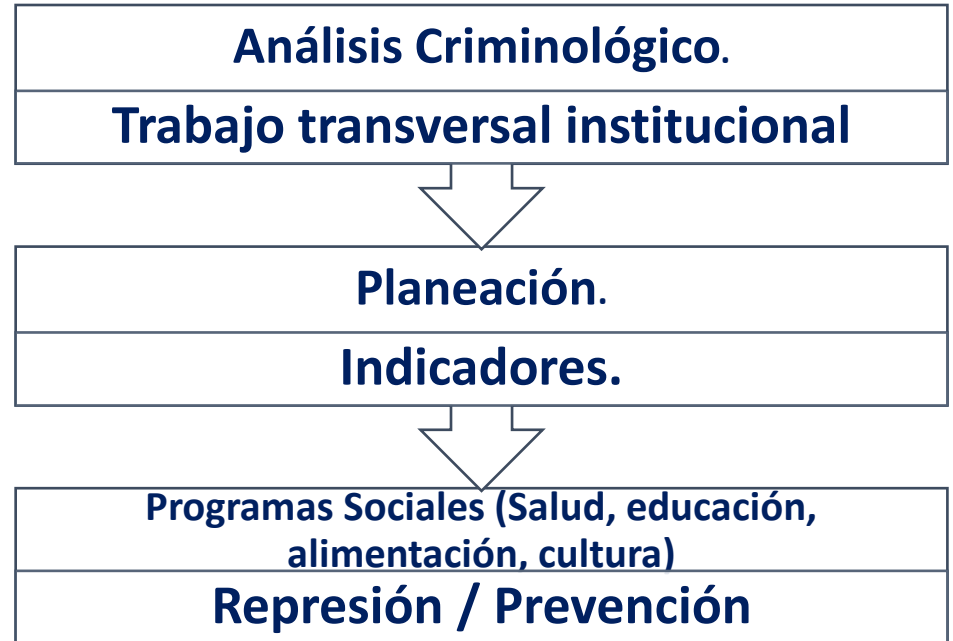 Análisis Criminológico.
Trabajo transversal institucional
Planeación.
Indicadores.
Programas Sociales (Salud, educación,
alimentación, cultura)
Represión / Prevención